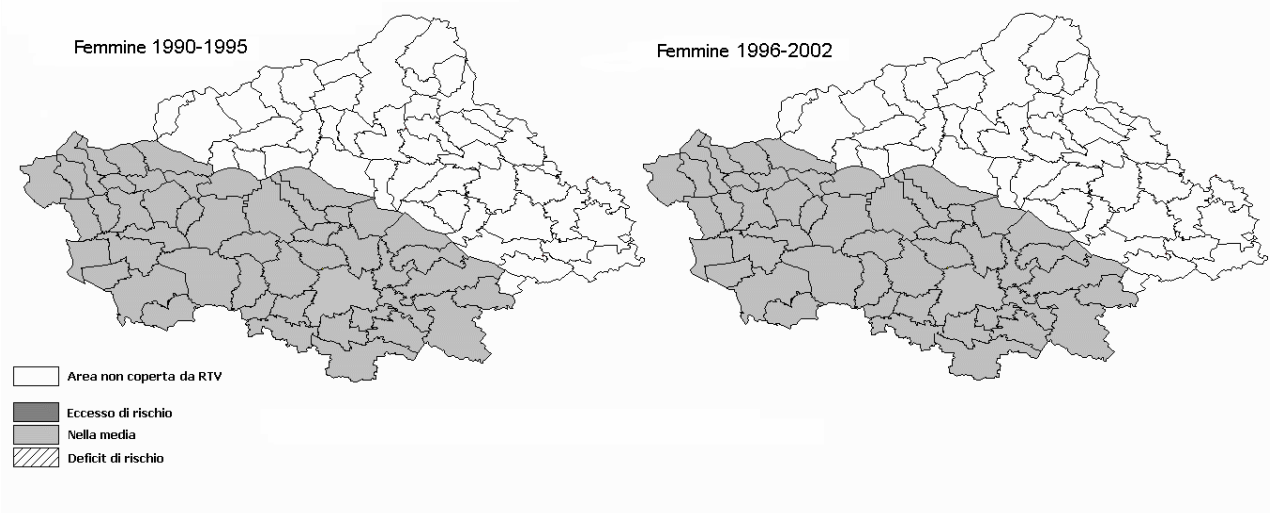 Femmine 1990-1995
Femmine 1996-2002
Area non coperta da RTV
Eccesso di rischio
Nella media
Deficit di rischio